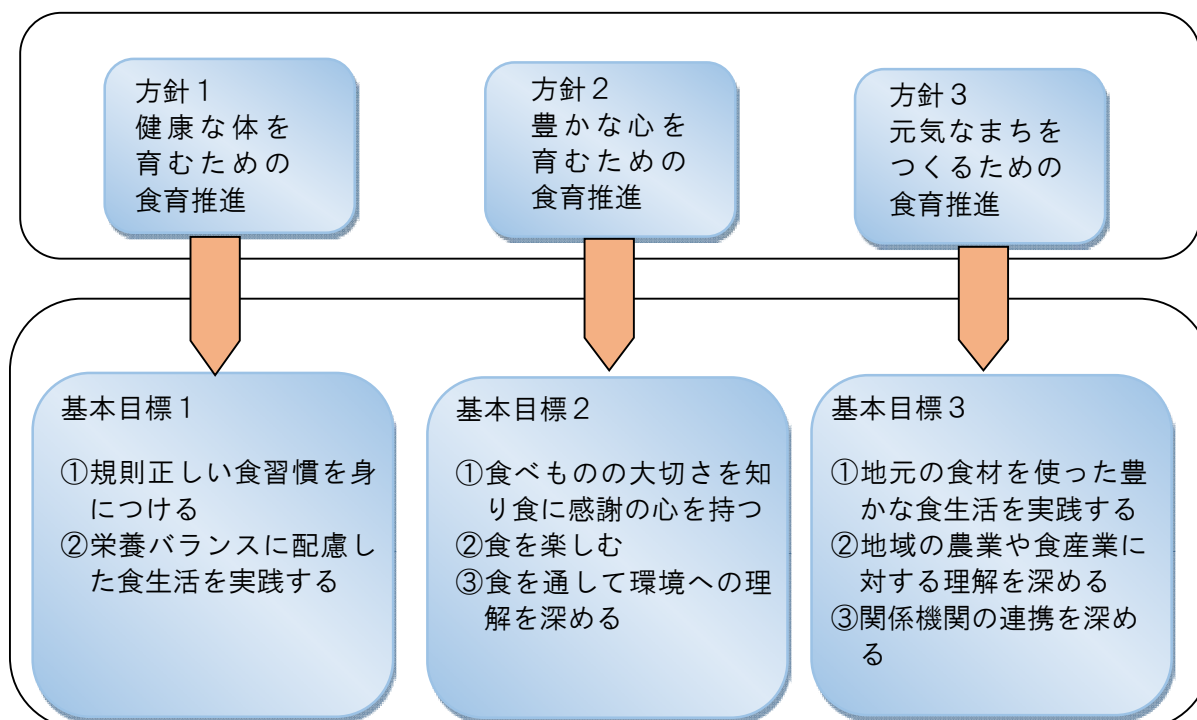 方針１
健康な体を
育むための
食育推進
方針２
豊かな心を
育むための
食育推進
方針３
元気なまちを
つくるための
食育推進
基本目標１
①規則正しい食習慣を身
につける
②栄養バランスに配慮し
た食生活を実践する
基本目標２
①食べものの大切さを知
り食に感謝の心を持つ
②食を楽しむ
③食を通して環境への理
解を深める
基本目標３
①地元の食材を使った豊
かな食生活を実践する
②地域の農業や食産業に
対する理解を深める
③関係機関の連携を深め
る